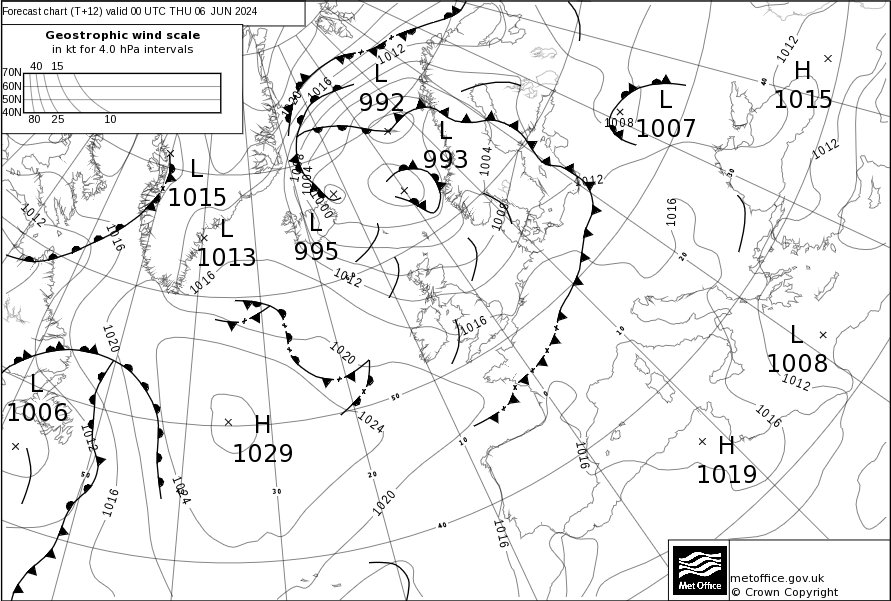 Forecast chart (T+12) valid 00 UTC THU 06 JUN 2024
Geostrophic wind scale
in kt for 4.0 hPa intervals
40 15
70N
60N
50N
40N
80 25 10
1012
1012
H
1015
40
L
992
1016
1020
L
1007
1008
L
993
1004
1012
30
1012
L
1015
1008
1004
1000
1012
1016
1008
1016
L
1013
L
995
20
1012
1016
1016
10
1020
1020
L
1008
1012
L
1006
50
0
1016
1024
H
1029
1012
10
H
1019
1016
50
20
1024
30
1016
1020
40
1016
Met Office
metoffice.gov.uk
© Crown Copyright